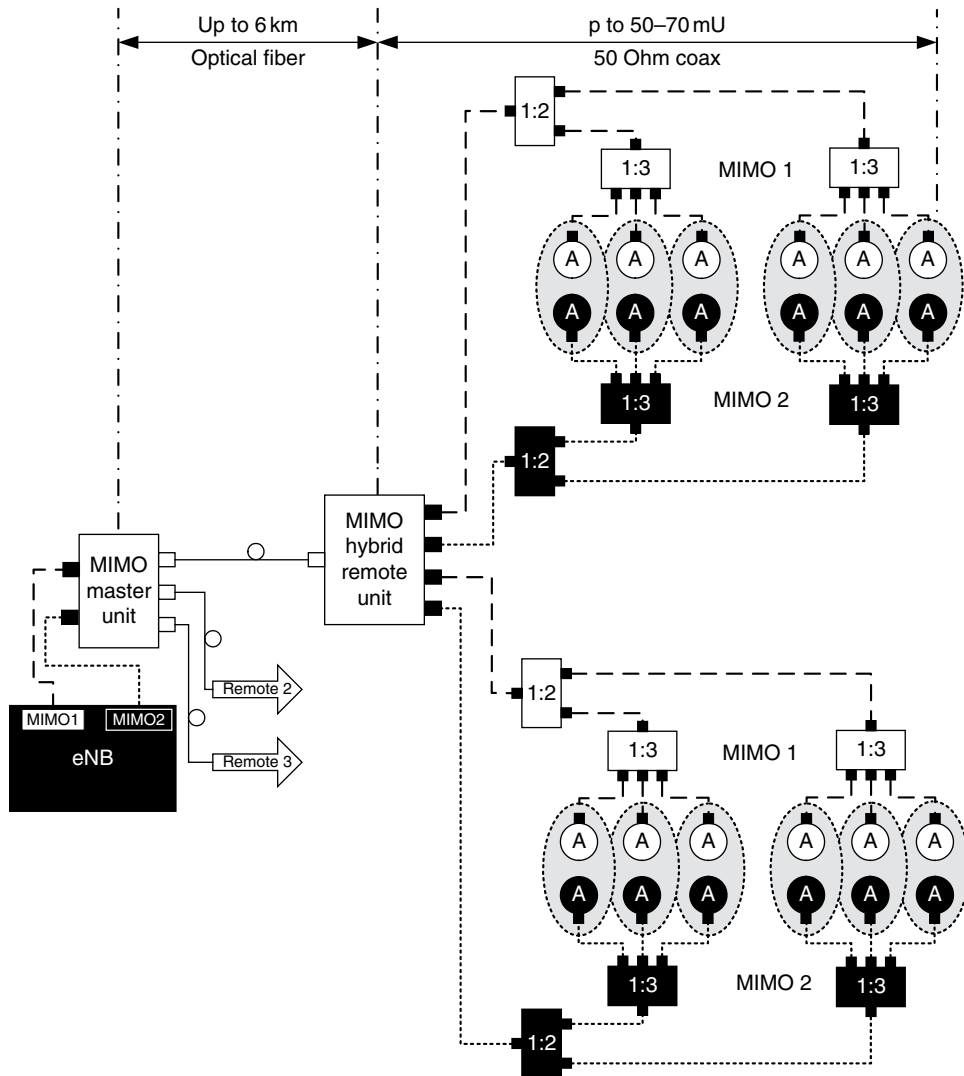 Up to 6 km
Optical fiber
p to 50–70 mU
50 Ohm coax
1:2
1:3
MIMO 1
1:3
A
A
A
A
A
A
A
A
A
A
A
A
1:3
MIMO 2
1:3
1:2
MIMO
hybrid
remote
unit
MIMO
master
unit
Remote 2
Remote 3
MIMO1
MIMO2
eNB
1:2
1:3
MIMO 1
1:3
A
A
A
A
A
A
A
A
A
A
A
A
1:3
MIMO 2
1:3
1:2